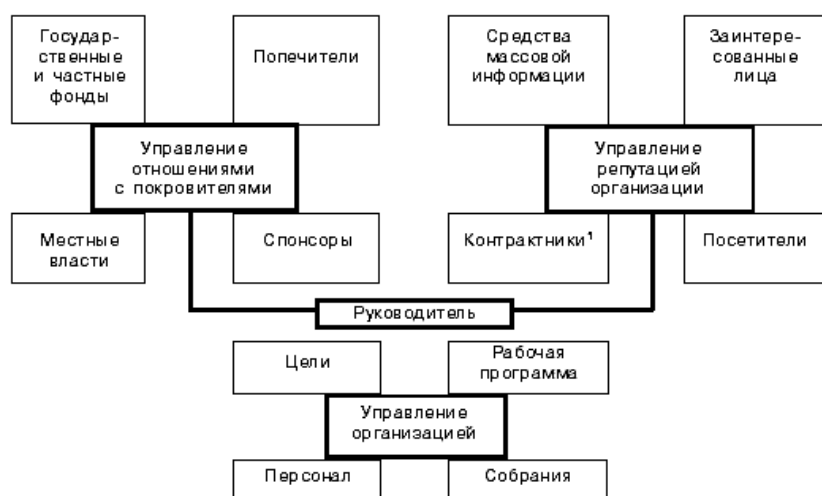 Государ-
ственные
и частные
фонды
Попечители
Средства
массовой
информации
Заинтере-
сованные
лица
Управление
отношениями
с покровителями
Управление
репутацией
организации
Местные
власти
Спонсоры
Контрактники¹
Посетители
Руководитель
Цели
Рабочая
программа
Управление
организацией
Персонал
Собрания